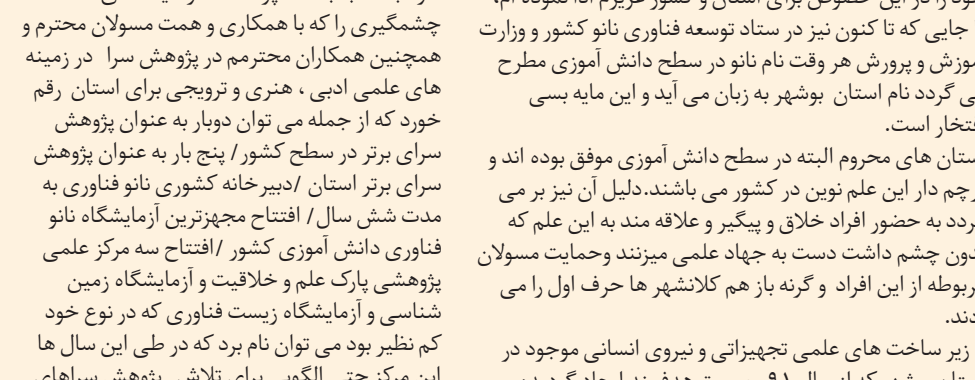 جایی که تا کنون نیز در ستاد توسعه فناوری نانو کشور و وزارت
و پرورش هر وقت نام نانو در سطح دانش آموزی مطرح
گردد نام استان بوشهر به زبان می آید و این مایه بسی
است.
های محروم البته در سطح دانش آموزی موفق بوده اند و
دار این علم نوین در کشور می باشند.دلیل آن نیز بر می
به حضور افراد خلاق و پیگیر و علاقه مند به این علم که
چشم داشت دست به جهاد علمی میزنند وحمایت مسولان
از این افراد و گرنه باز هم کلانشهر ها حرف اول را می
زیر ساخت های علمی تجهیزاتی و نیروی انسانی موجود در
چشمگیری را که با همکاری و همت مسولان محترم و
همچنین همکاران محترمم در پژوهش سرا در زمینه
های علمی ادبی ، هنری و ترویجی برای استان رقم
خورد که از جمله می توان دوبار به عنوان پژوهش
سرای برتر در سطح کشور/ پنج بار به عنوان پژوهش
سرای برتر استان /دبیرخانه کشوری نانو فناوری به
مدت شش سال/ افتتاح مجهزترین آزمایشگاه نانو
فناوری دانش آموزی کشور /افتتاح سه مرکز علمی
پژوهشی پارک علم و خلاقیت و آزمایشگاه زمین
شناسی و آزمایشگاه زیست فناوری که در نوع خود
کم نظیر بود می توان نام برد که در طی این سال ها
این مرکز حتی الگویی برای تلاش پژوهش سراهای